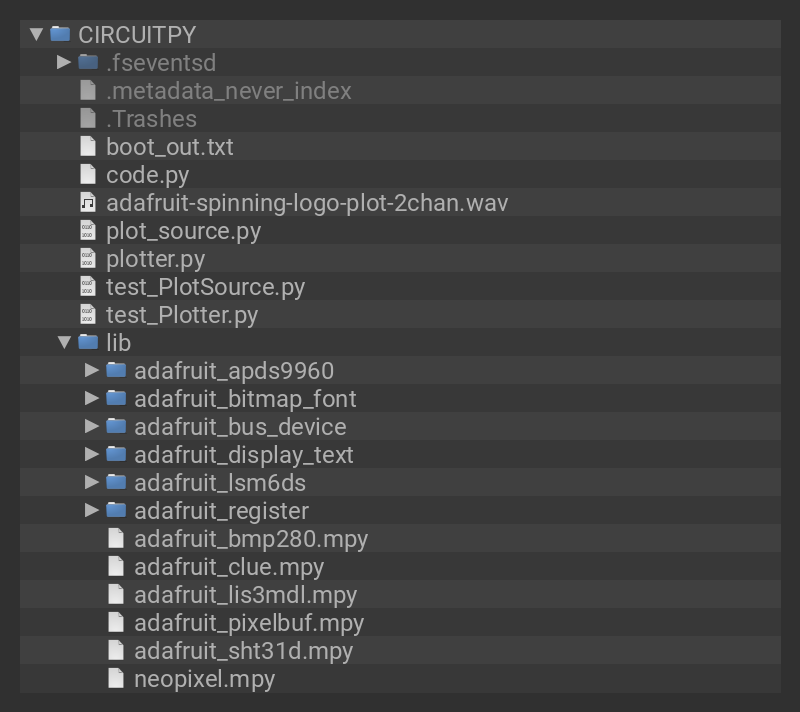 CIRCUITPY
.fseventsd
.metadata_never_index
.Trashes
boot_out.txt
code.py
adafruit-spinning-logo-plot-2chan.wav
plot_source.py
plotter.py
test_PlotSource.py
test_Plotter.py
lib
adafruit_apds9960
adafruit_bitmap_font
adafruit_bus_device
adafruit_display_text
adafruit_lsm6ds
adafruit_register
adafruit_bmp280.mpy
adafruit_clue.mpy
adafruit_lis3mdl.mpy
adafruit_pixelbuf.mpy
adafruit_sht31d.mpy
neopixel.mpy